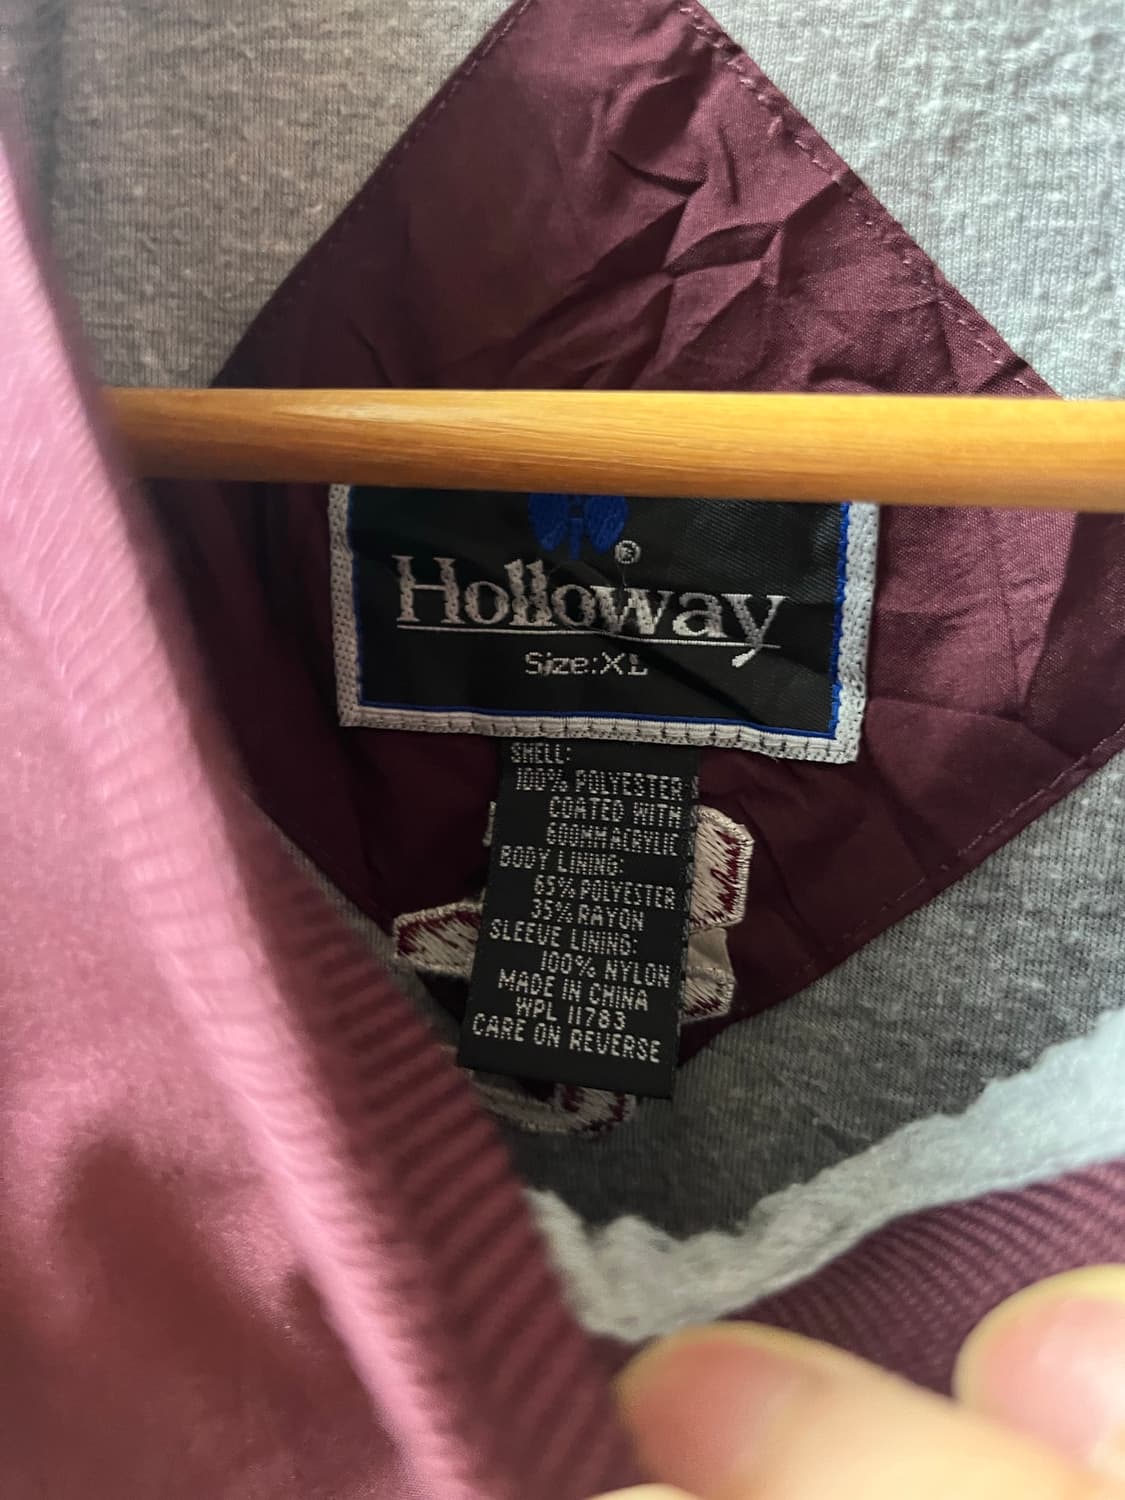 Holloway®
Size:XL
SHELL:
100% POLYESTER
COATED WITH
600MM ACRYLIC
BODY LINING:
65% POLYESTER
35% RAYON
SLEEVE LINING:
100% NYLON
MADE IN CHINA
WPL 11783
CARE ON REVERSE